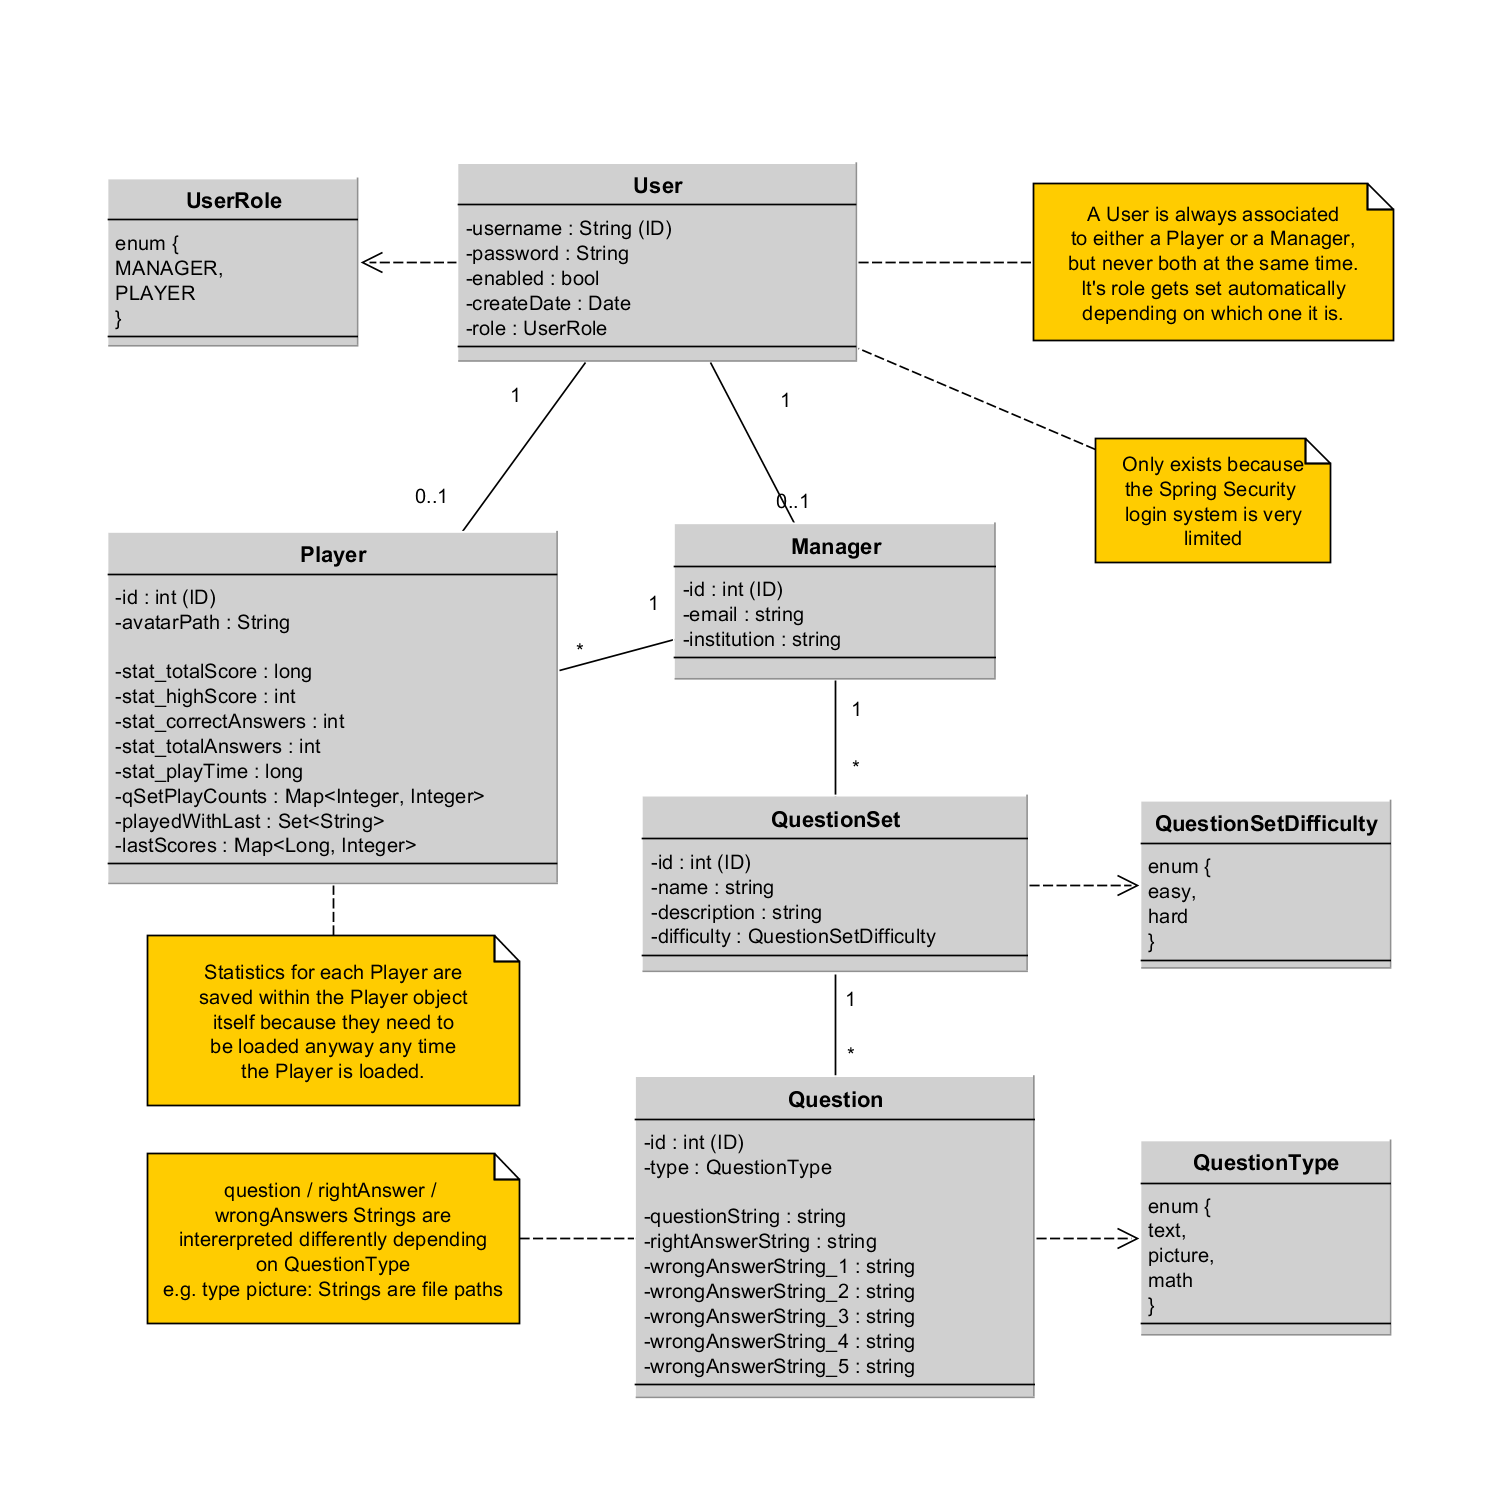 UserRole
enum {
MANAGER,
PLAYER
}
User
-username : String (ID)
-password : String
-enabled : bool
-createDate : Date
-role : UserRole
A User is always associated
to either a Player or a Manager,
but never both at the same time.
It's role gets set automatically
depending on which one it is.
1
1
0..1
0..1
Only exists because
the Spring Security
login system is very
limited
Player
-id : int (ID)
-avatarPath : String
-stat_totalScore : long
-stat_highScore : int
-stat_correctAnswers : int
-stat_totalAnswers : int
-stat_playTime : long
-qSetPlayCounts : Map<Integer, Integer>
-playedWithLast : Set<String>
-lastScores : Map<Long, Integer>
1
*
Manager
-id : int (ID)
-email : string
-institution : string
1
*
QuestionSet
-id : int (ID)
-name : string
-description : string
-difficulty : QuestionSetDifficulty
QuestionSetDifficulty
enum {
easy,
hard
}
Statistics for each Player are
saved within the Player object
itself because they need to
be loaded anyway any time
the Player is loaded.
1
*
question / rightAnswer /
wrongAnswers Strings are
intererpreted differently depending
on QuestionType
e.g. type picture: Strings are file paths
Question
-id : int (ID)
-type : QuestionType
-questionString : string
-rightAnswerString : string
-wrongAnswerString_1 : string
-wrongAnswerString_2 : string
-wrongAnswerString_3 : string
-wrongAnswerString_4 : string
-wrongAnswerString_5 : string
QuestionType
enum {
text,
picture,
math
}